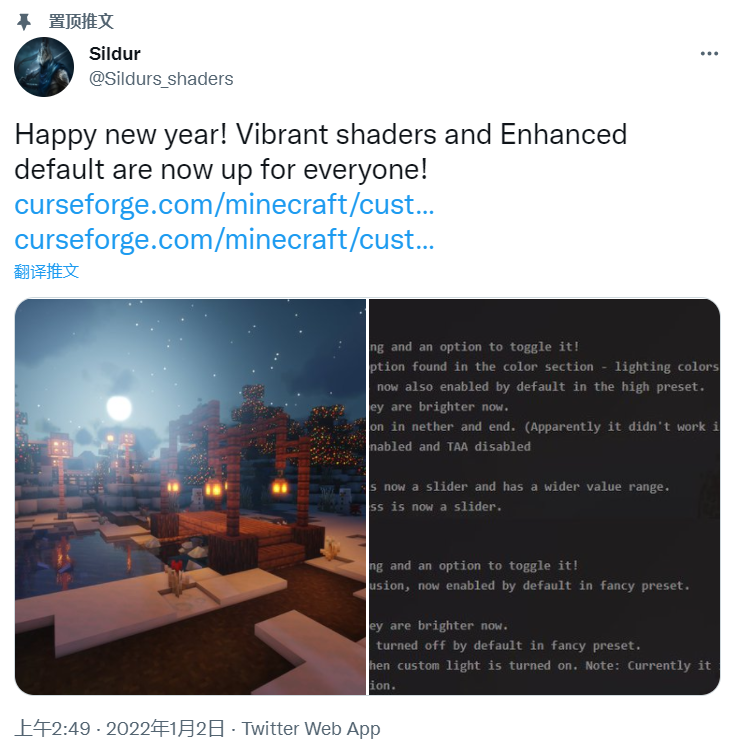 置顶推文
Sildur
@Sildurs_shaders
Happy new year! Vibrant shaders and Enhanced
default are now up for everyone!
curseforge.com/minecraft/cust...
curseforge.com/minecraft/cust...
翻译推文
ng and an option to toggle it!
ption found in the color section - lighting colors
now also enabled by default in the high preset.
ey are brighter now.
on in nether and end. (Apparently it didn't work i
nabled and TAA disabled
s now a slider and has a wider value range.
ss is now a slider.
ng and an option to toggle it!
usion, now enabled by default in fancy preset.
ey are brighter now.
turned off by default in fancy preset.
hen custom light is turned on. Note: Currently it
ion.
上午2:49 · 2022年1月2日 · Twitter Web App